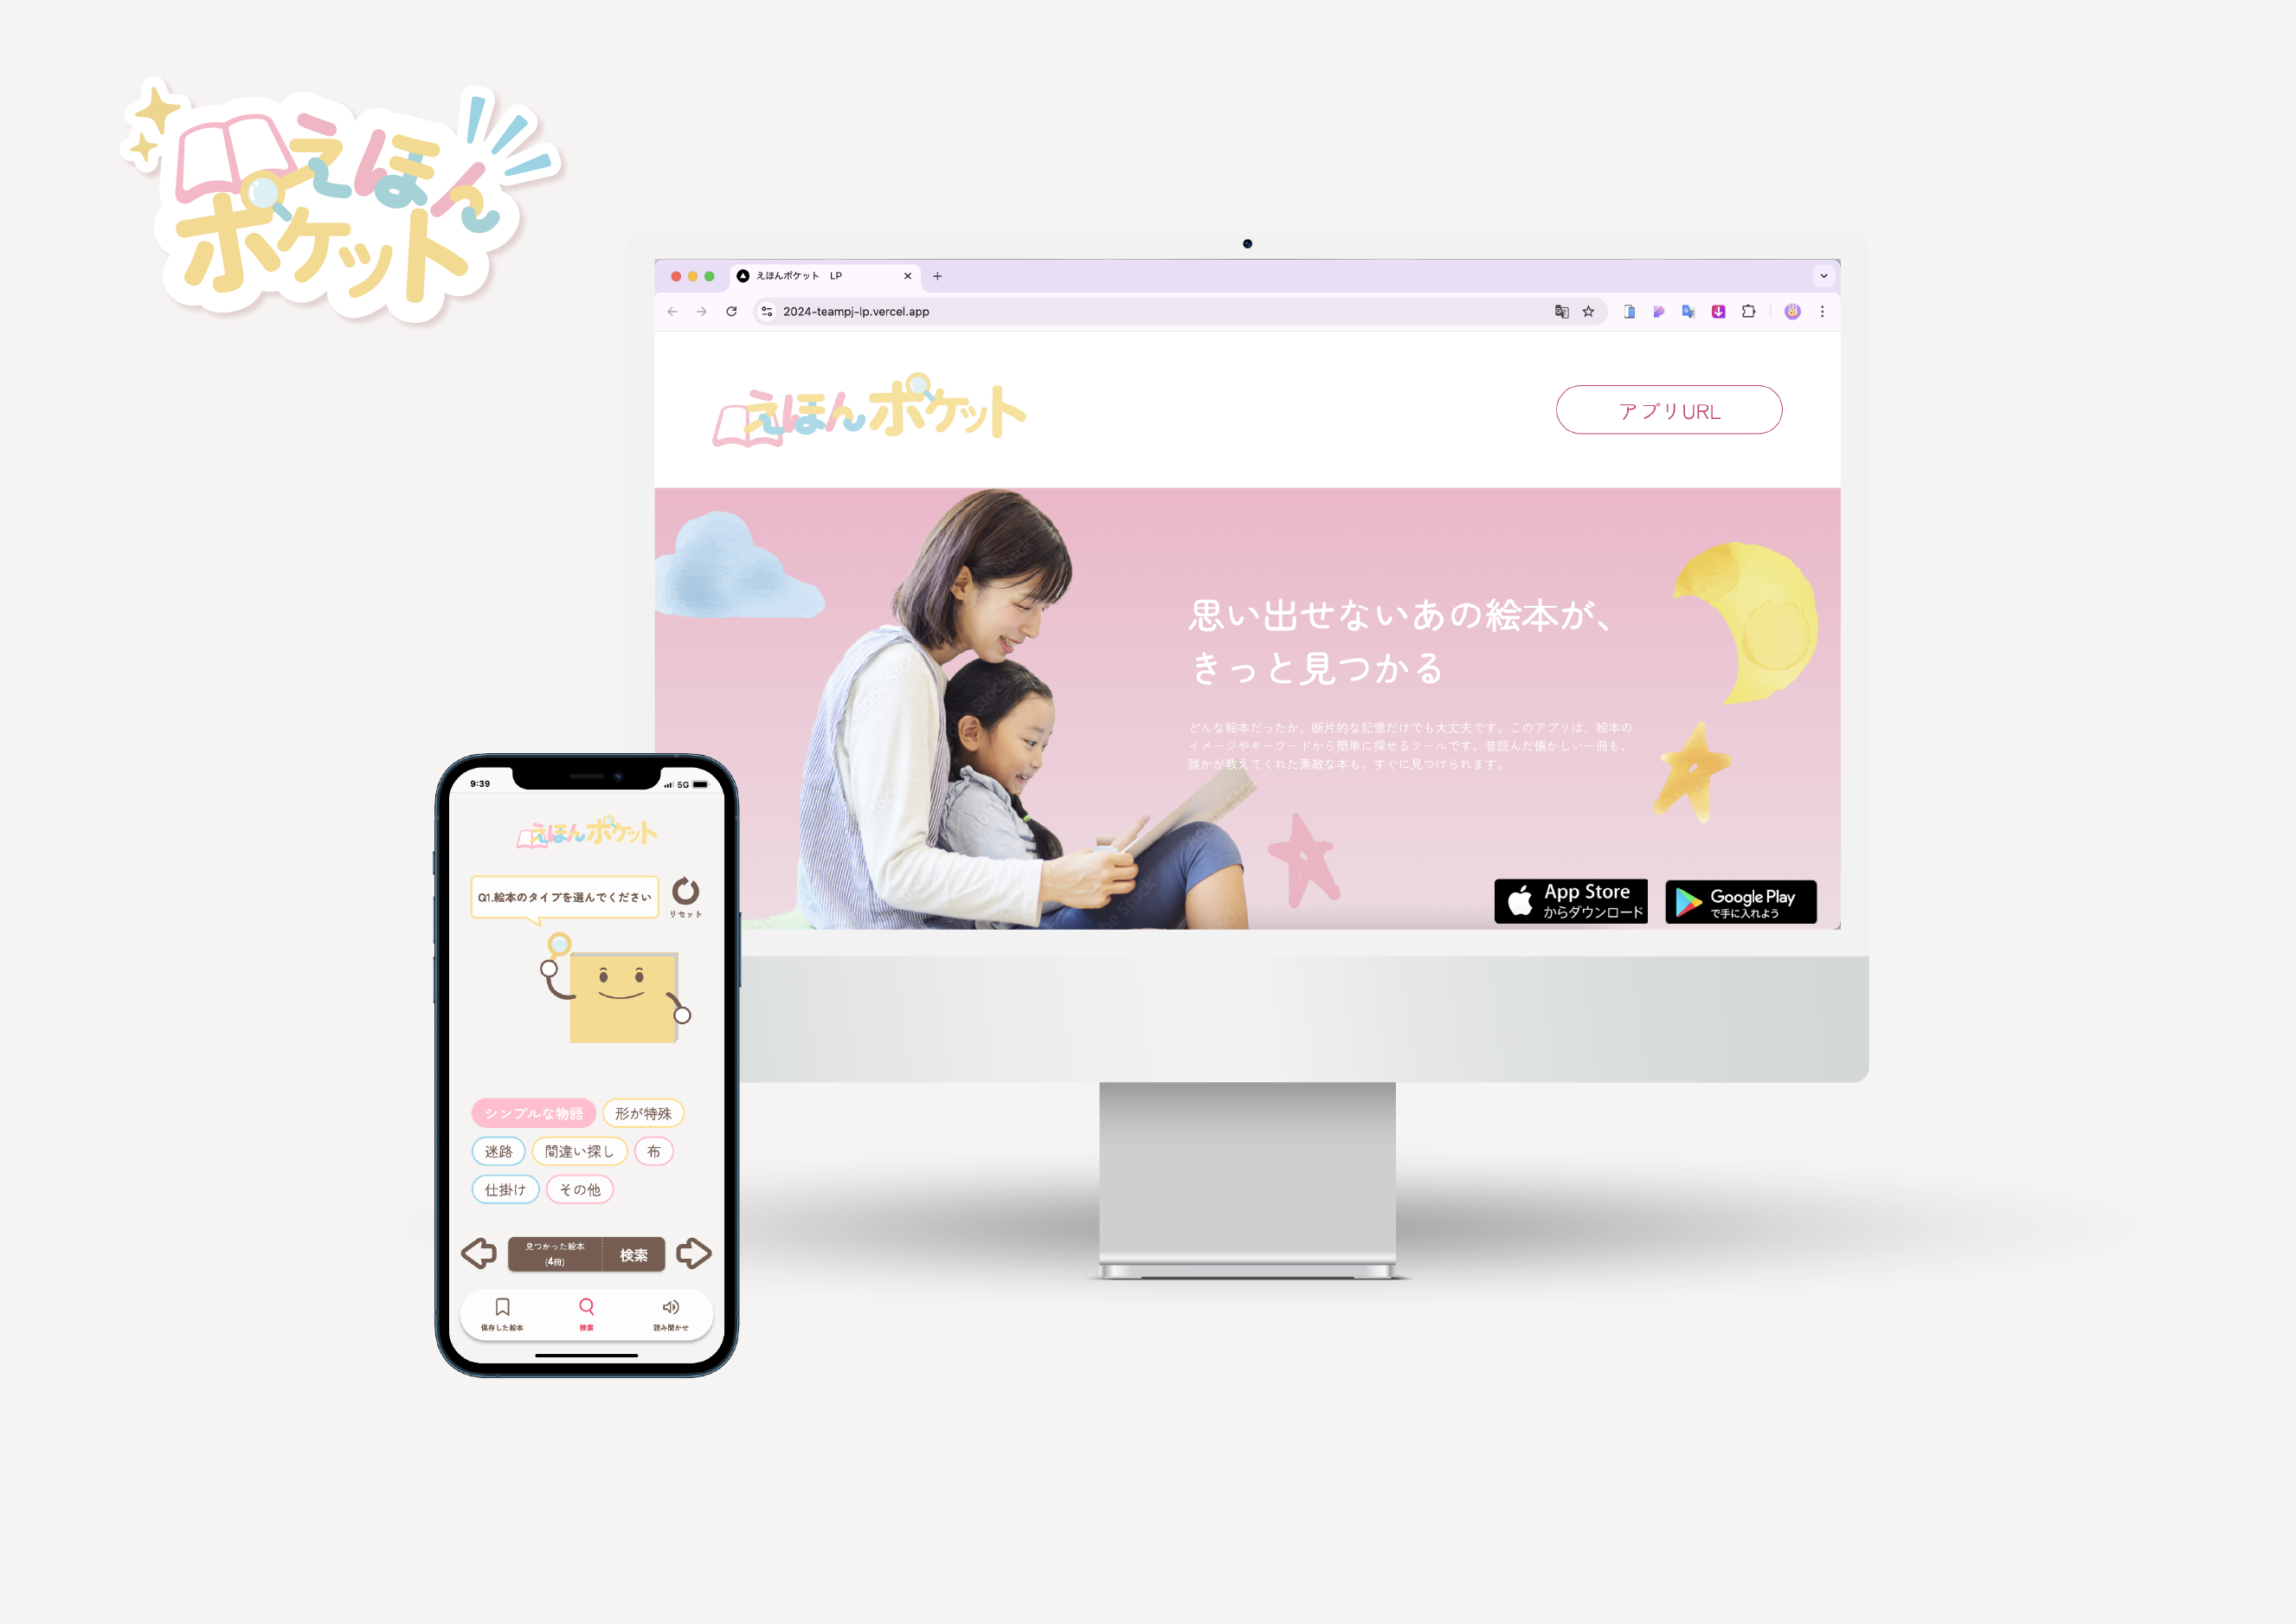 えほん
ポケット
えほんポケット LP
2024-teampj-lp.vercel.app
えほんポケット
アプリURL
思い出せないあの絵本が、
きっと見つかる
どんな絵本だったか、断片的な記憶だけでも大丈夫です。このアプリは、絵本の
イメージやキーワードから簡単に探せるツールです。昔読んだ懐かしい一冊も、
誰かが教えてくれた素敵な本も、すぐに見つけられます。
App Store
からダウンロード
Google Play
で手に入れよう
9:39
5G
えほんポケット
Q1.絵本のタイプを選んでください
リセット
シンプルな物語
形が特殊
迷路
間違い探し
布
仕掛け
その他
見つかった絵本
(4冊)
検索
保存した絵本
検索
読み聞かせ